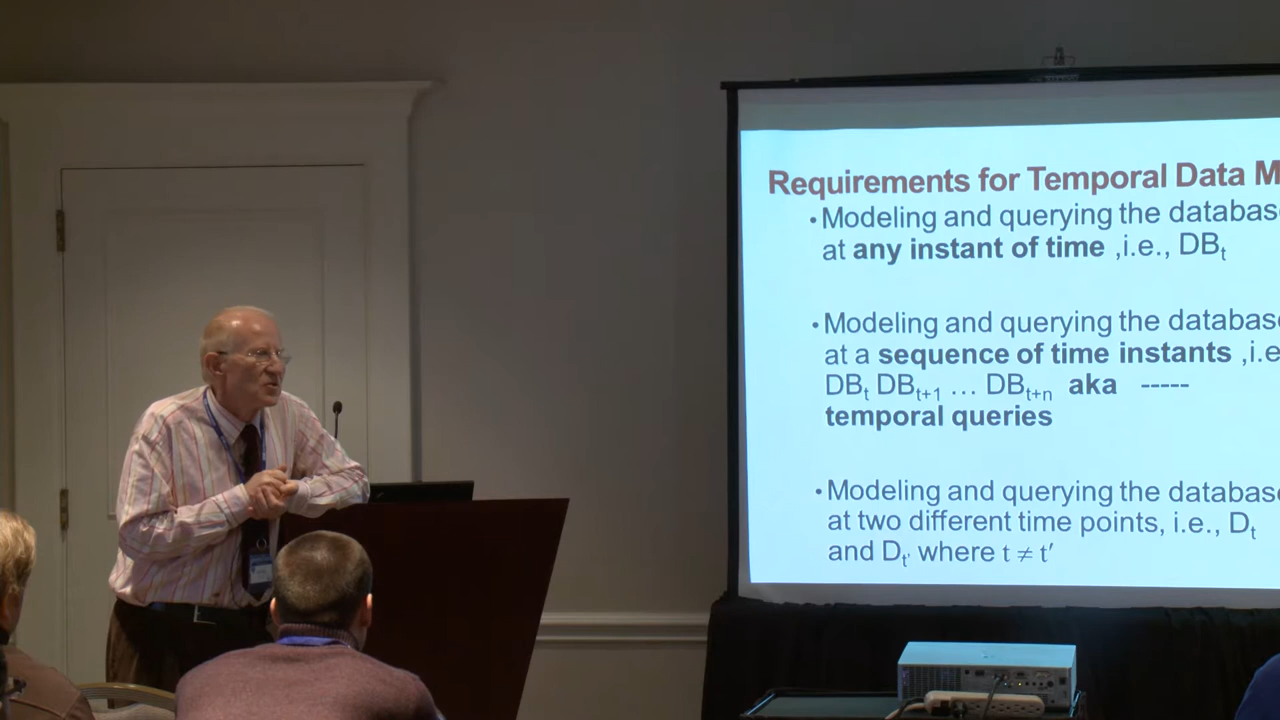 Requirements for Temporal Data M
•Modeling and querying the databas
at any instant of time ,i.e., DBt
•Modeling and querying the databas
at a sequence of time instants ,i.e
DBt DBt+1 … DBt+n aka -----
temporal queries
•Modeling and querying the databas
at two different time points, i.e., Dt
and Dt' where t ≠ t′